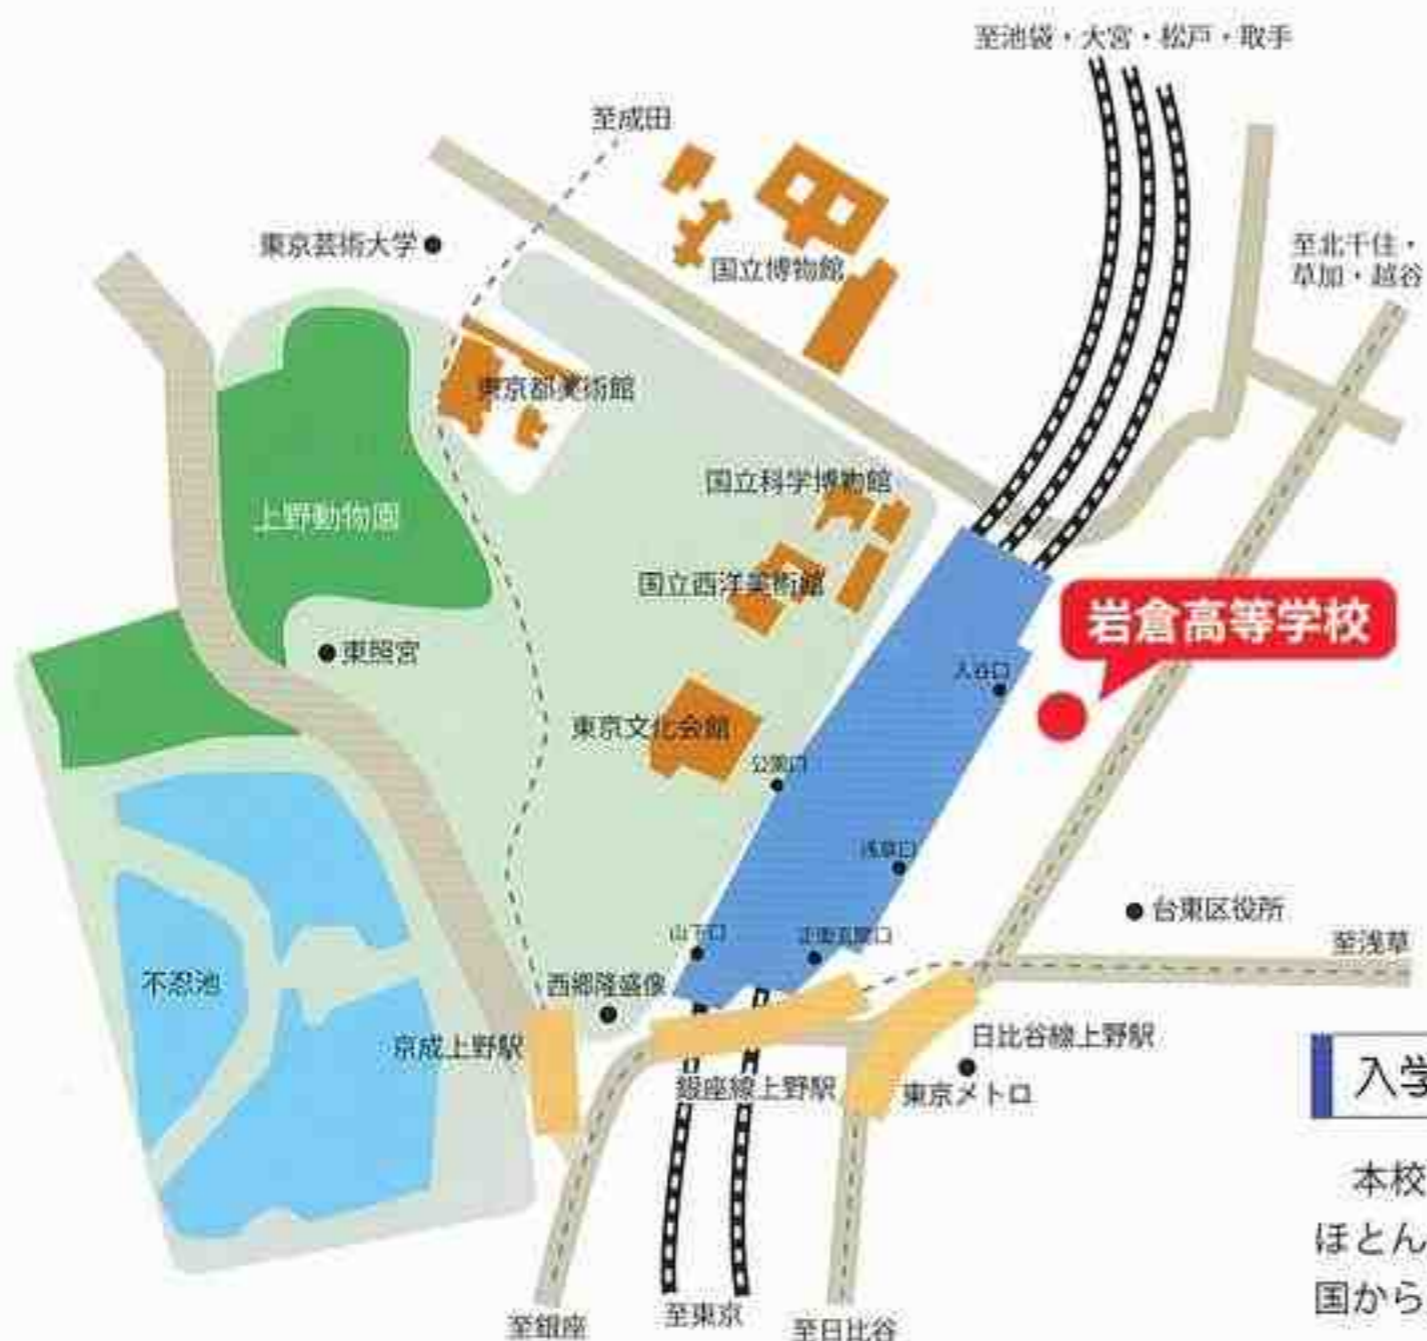 至池袋・大宮・松戸・取手
至成田
東京芸術大学
国立博物館
至北千住・
草加・越谷
東京都美術館
国立科学博物館
上野動物園
国立西洋美術館
岩倉高等学校
東照宮
入谷口
東京文化会館
公園口
浅草口
台東区役所
山下口
正面玄関口
至浅草
不忍池
西郷隆盛像
京成上野駅
日比谷線上野駅
銀座線上野駅
東京メトロ
入学
本校
ほとん
国から
至銀座
至東京
至日比谷